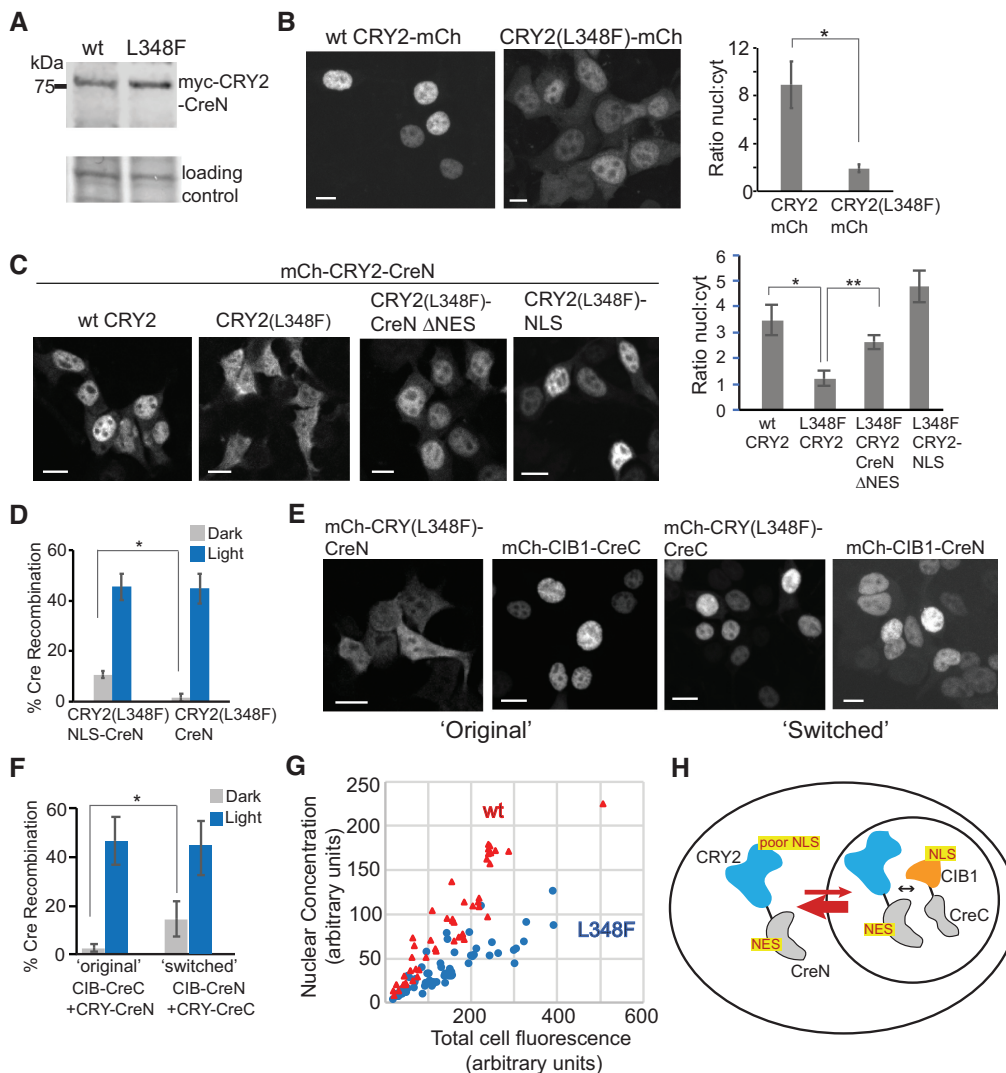 A
wt L348F
kDa
75
myc-CRY2
-CreN
loading
control
B
wt CRY2-mCh
CRY2(L348F)-mCh
Ratio nucl:cyt
12
10
8
6
4
2
0
*
CRY2
mCh
CRY2(L348F)
mCh
C
mCh-CRY2-CreN
wt CRY2
CRY2(L348F)
CRY2(L348F)-
CreN ΔNES
CRY2(L348F)-
NLS
Ratio nucl:cyt
6
5
4
3
2
1
0
*
**
wt
CRY2
L348F
CRY2
L348F
CRY2
CreN
ΔNES
L348F
CRY2-
NLS
D
Dark
Light
% Cre Recombination
60
40
20
0
*
CRY2(L348F)
NLS-CreN
CRY2(L348F)
CreN
E
mCh-CRY(L348F)-
CreN
mCh-CIB1-CreC
mCh-CRY(L348F)-
CreC
mCh-CIB1-CreN
'Original'
'Switched'
F
Dark
Light
% Cre Recombination
60
40
20
0
*
'original'
CIB-CreC
+CRY-CreN
'switched'
CIB-CreN
+CRY-CreC
G
Nuclear Concentration
(arbitrary units)
250
200
150
100
50
0
wt
L348F
200
400
600
Total cell fluorescence
(arbitrary units)
H
CRY2
poor NLS
NES
CreN
NLS
CIB1
CreC
NES